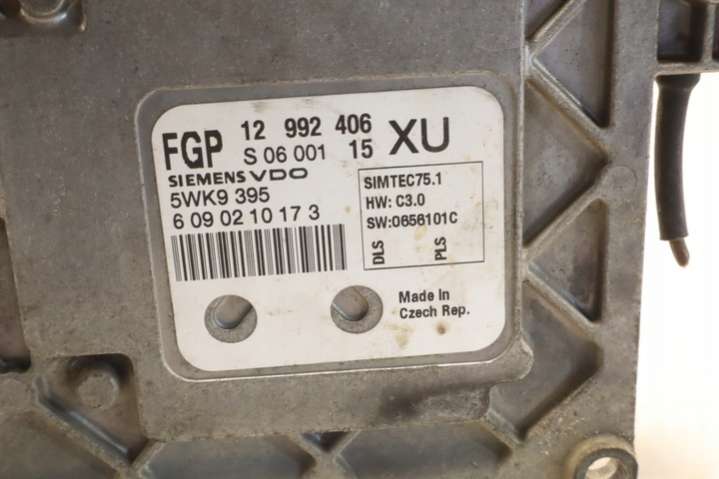 FGP 12 992 406 XU
S 06 001 15
SIEMENS VDO
5WK9 395
6 09 02 10 17 3
SIMTEC75.1
HW: C3.0
SW:0656101C
DLS PLS
Made In
Czech Rep.